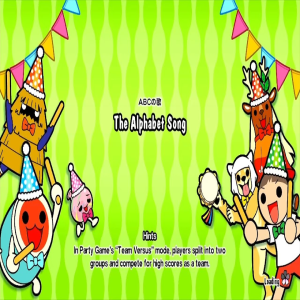 ABCの歌
The Alphabet Song
Hints
In Party Game's "Team Versus" mode, players split into two
groups and compete for high scores as a team.
Loading